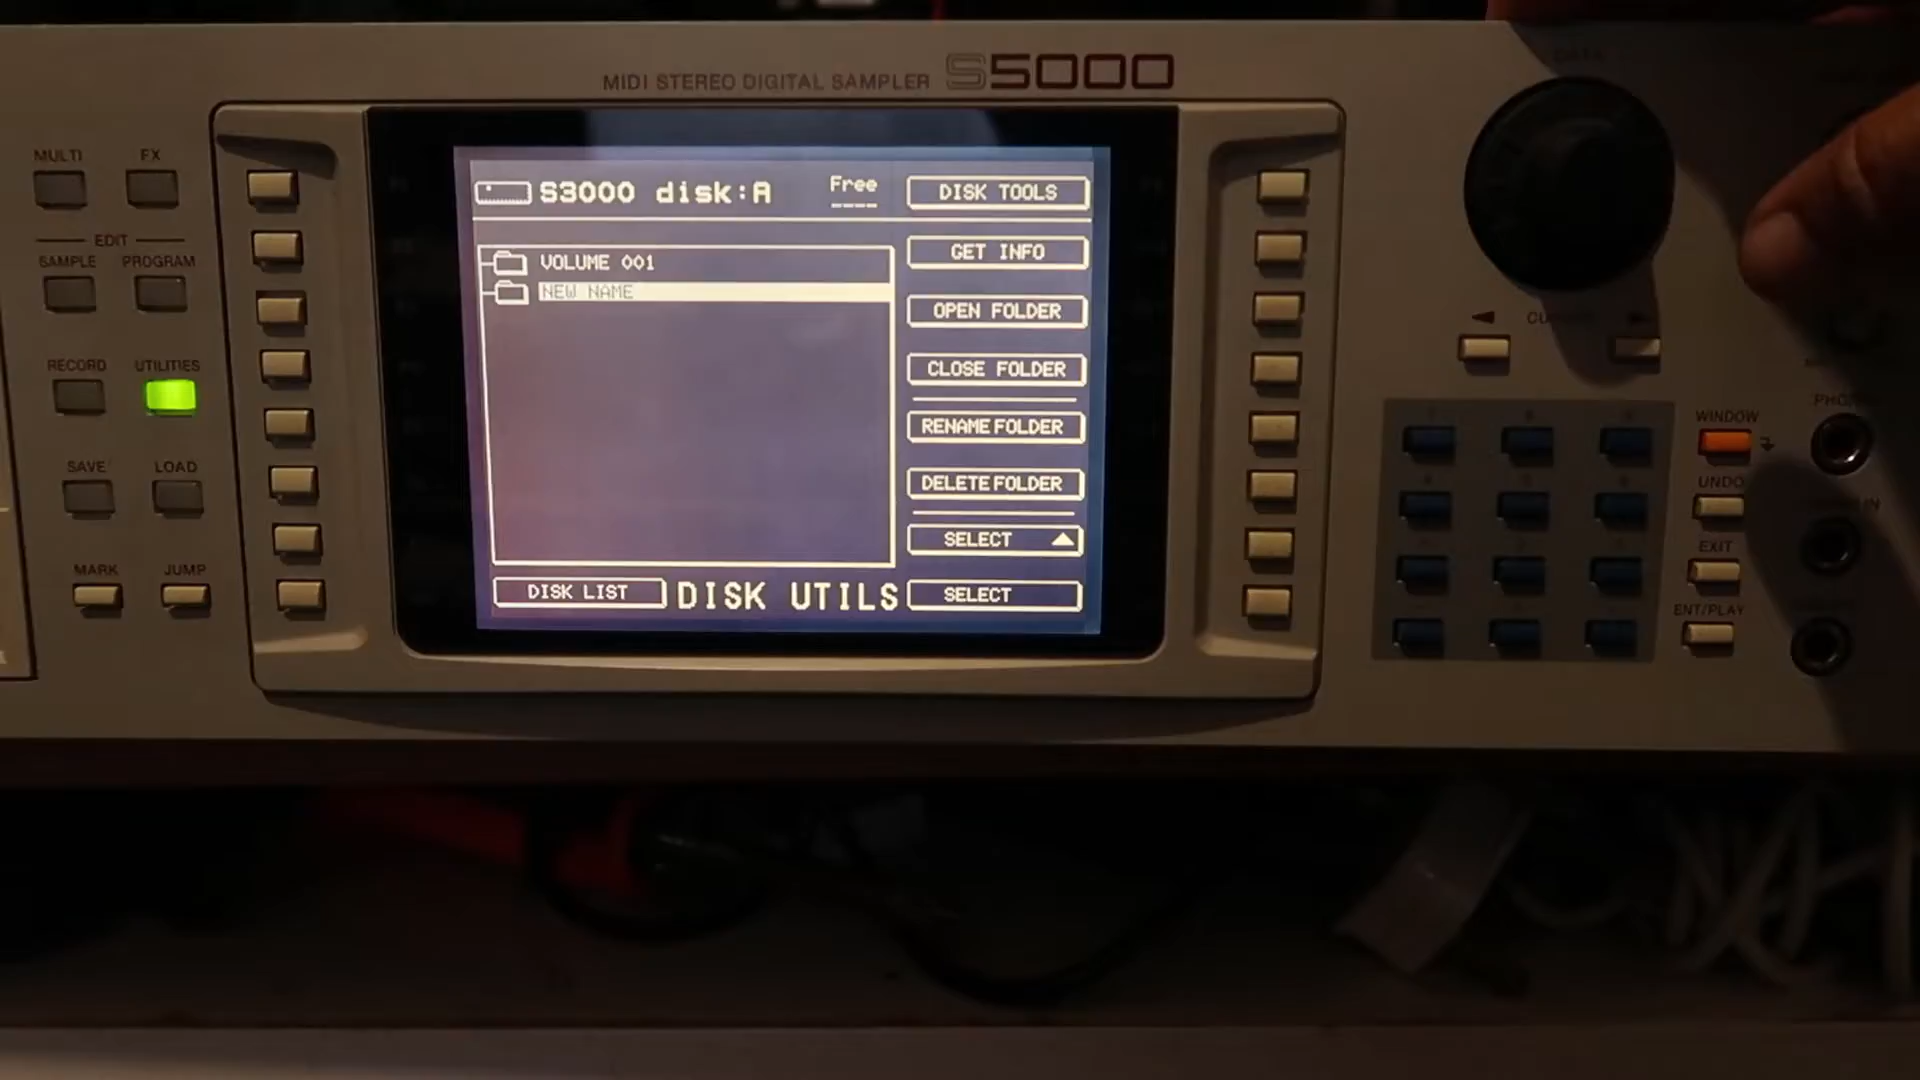 MIDI STEREO DIGITAL SAMPLER S5000
MULTI FX
EDIT
SAMPLE PROGRAM
RECORD UTILITIES
SAVE LOAD
MARK JUMP
S3000 disk:A
Free
----
VOLUME 001
NEW NAME
DISK LIST
DISK UTILS
DISK TOOLS
GET INFO
OPEN FOLDER
CLOSE FOLDER
RENAME FOLDER
DELETE FOLDER
SELECT
SELECT
WINDOW
UNDO
EXIT
ENT/PLAY